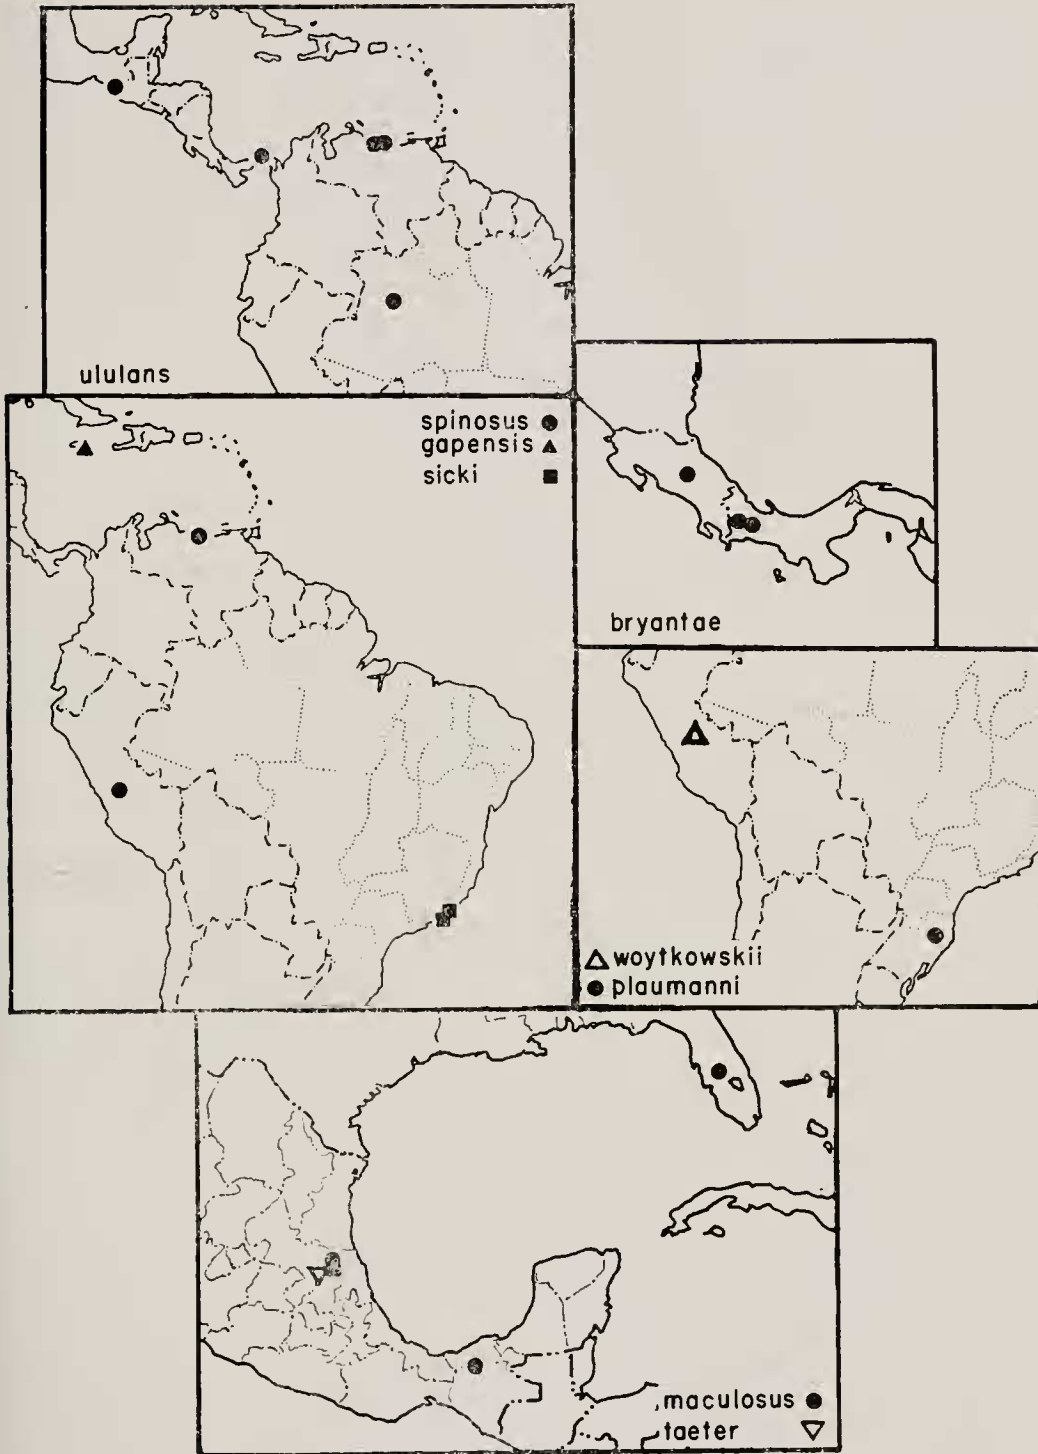 ululans
spinosus
gapensis
sicki
bryantae
woytkowskii
plaumanni
maculosus
taeter